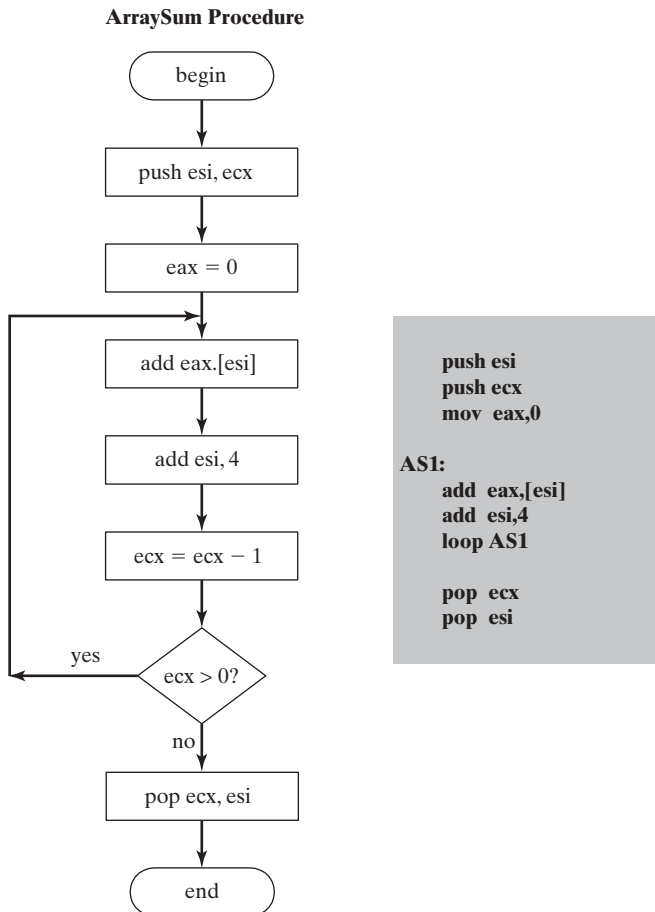 ArraySum Procedure
begin
push esi, ecx
eax = 0
add eax.[esi]
add esi, 4
ecx = ecx − 1
ecx > 0?
yes
no
pop ecx, esi
end
push esi
push ecx
mov eax,0
AS1:
add eax,[esi]
add esi,4
loop AS1
pop ecx
pop esi